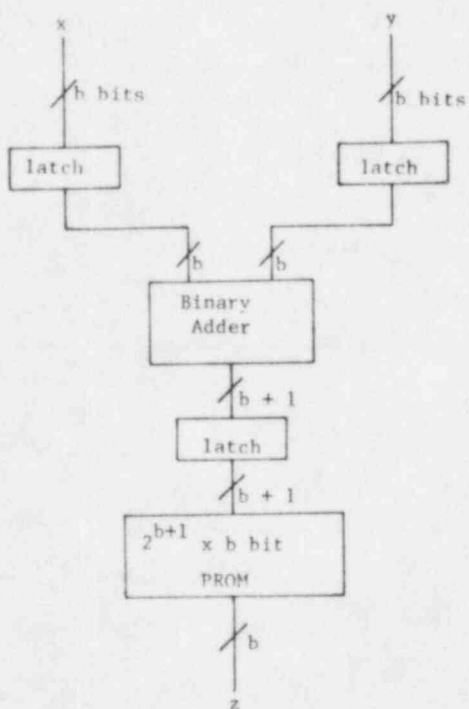 x y
b bits b bits
latch latch
b b
Binary
Adder
b + 1
latch
b + 1
2^{b+1} x b bit
PROM
b
z